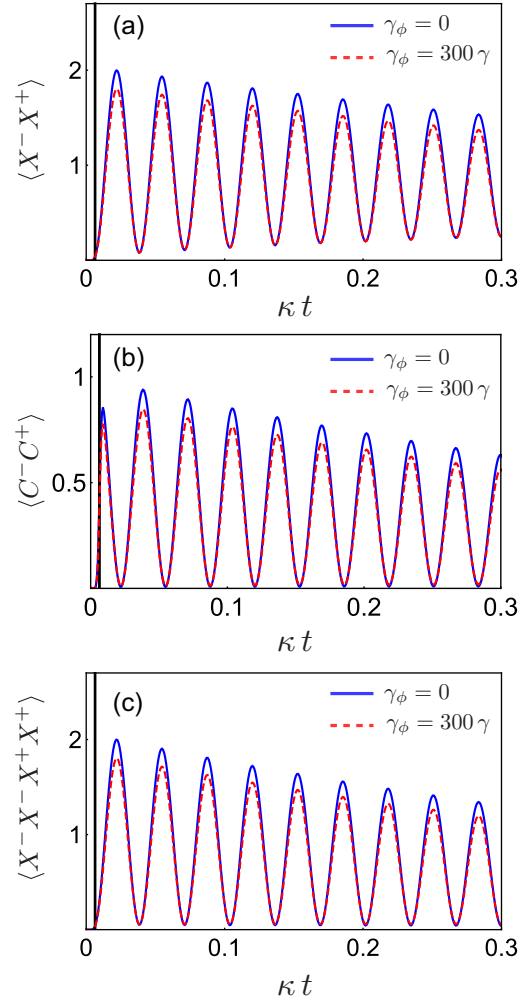 (a)
γ_ϕ = 0
γ_ϕ = 300 γ
⟨X⁻ X⁺⟩
2
1
0 0.1 0.2 0.3
κ t
(b)
γ_ϕ = 0
γ_ϕ = 300 γ
⟨C⁻ C⁺⟩
1
0.5
0 0.1 0.2 0.3
κ t
(c)
γ_ϕ = 0
γ_ϕ = 300 γ
⟨X⁻ X⁻ X⁺ X⁺⟩
2
1
0 0.1 0.2 0.3
κ t